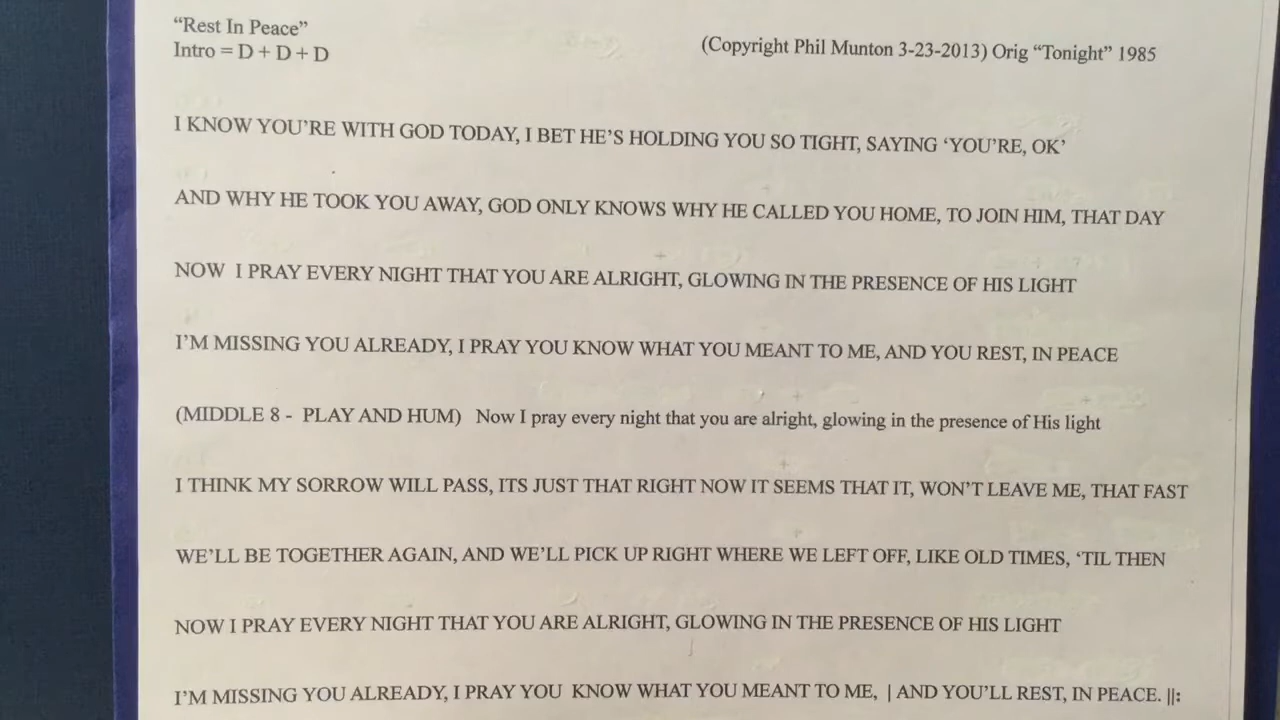 “Rest In Peace”
Intro = D + D + D
(Copyright Phil Munton 3-23-2013) Orig “Tonight” 1985
I KNOW YOU’RE WITH GOD TODAY, I BET HE’S HOLDING YOU SO TIGHT, SAYING ‘YOU’RE, OK’
AND WHY HE TOOK YOU AWAY, GOD ONLY KNOWS WHY HE CALLED YOU HOME, TO JOIN HIM, THAT DAY
NOW I PRAY EVERY NIGHT THAT YOU ARE ALRIGHT, GLOWING IN THE PRESENCE OF HIS LIGHT
I’M MISSING YOU ALREADY, I PRAY YOU KNOW WHAT YOU MEANT TO ME, AND YOU REST, IN PEACE
(MIDDLE 8 - PLAY AND HUM) Now I pray every night that you are alright, glowing in the presence of His light
I THINK MY SORROW WILL PASS, ITS JUST THAT RIGHT NOW IT SEEMS THAT IT, WON’T LEAVE ME, THAT FAST
WE’LL BE TOGETHER AGAIN, AND WE’LL PICK UP RIGHT WHERE WE LEFT OFF, LIKE OLD TIMES, ‘TIL THEN
NOW I PRAY EVERY NIGHT THAT YOU ARE ALRIGHT, GLOWING IN THE PRESENCE OF HIS LIGHT
I’M MISSING YOU ALREADY, I PRAY YOU KNOW WHAT YOU MEANT TO ME, | AND YOU’LL REST, IN PEACE. ||: